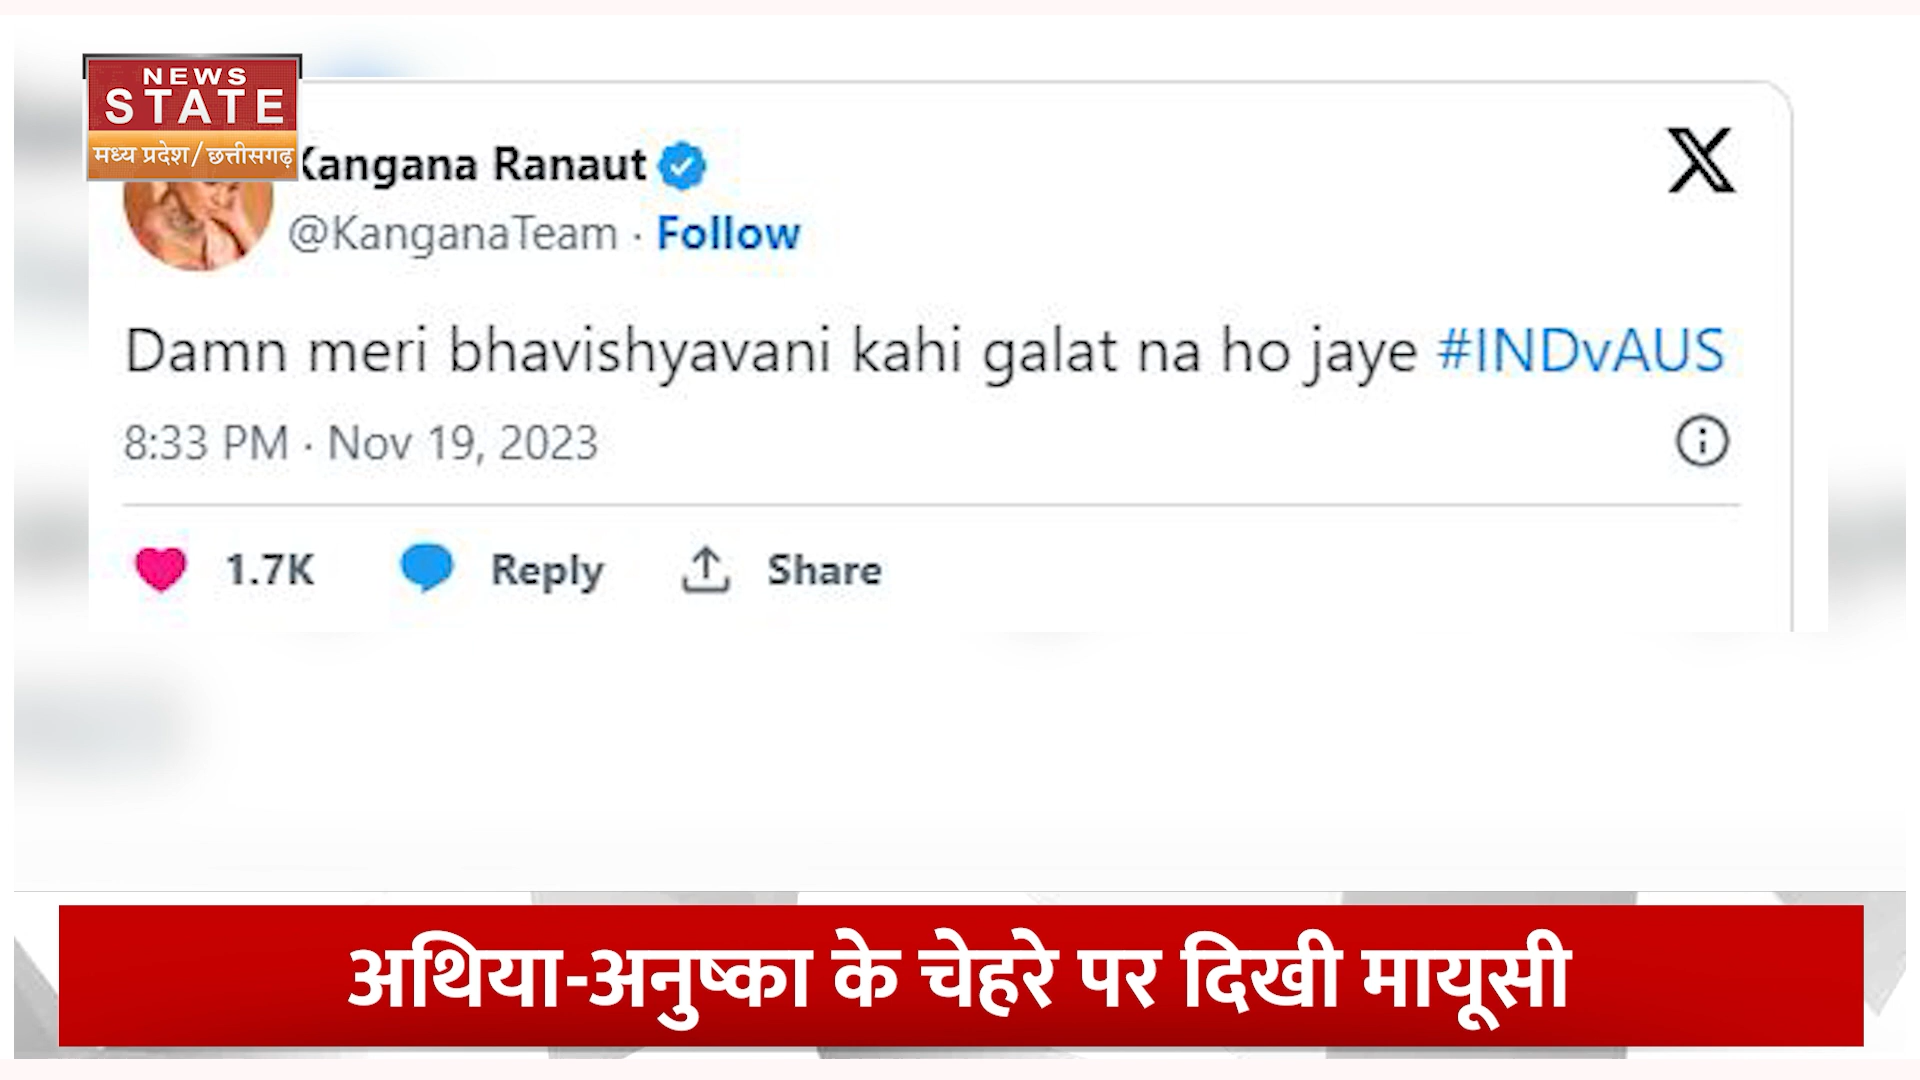 NEWS
STATE
मध्य प्रदेश/छत्तीसगढ़
Kangana Ranaut
@KanganaTeam · Follow
Damn meri bhavishyavani kahi galat na ho jaye #INDvAUS
8:33 PM · Nov 19, 2023
1.7K Reply Share
अथिया-अनुष्का के चेहरे पर दिखी मायूसी